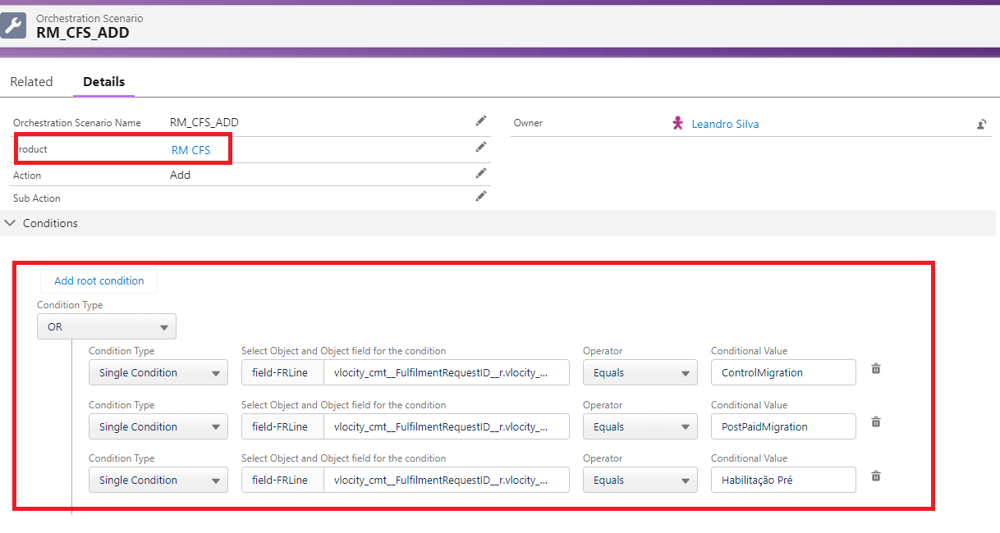 Orchestration Scenario
RM_CFS_ADD
Related Details
Orchestration Scenario Name RM_CFS_ADD Owner Leandro Silva
roduct RM CFS
Action Add
Sub Action
Conditions
Add root condition
Condition Type
OR
Condition Type Select Object and Object field for the condition Operator Conditional Value
Single Condition field-FRLine vlocity_cmt__FulfilmentRequestID__r.vlocity_... Equals ControlMigration
Condition Type Select Object and Object field for the condition Operator Conditional Value
Single Condition field-FRLine vlocity_cmt__FulfilmentRequestID__r.vlocity_... Equals PostPaidMigration
Condition Type Select Object and Object field for the condition Operator Conditional Value
Single Condition field-FRLine vlocity_cmt__FulfilmentRequestID__r.vlocity_... Equals Habilitação Pré